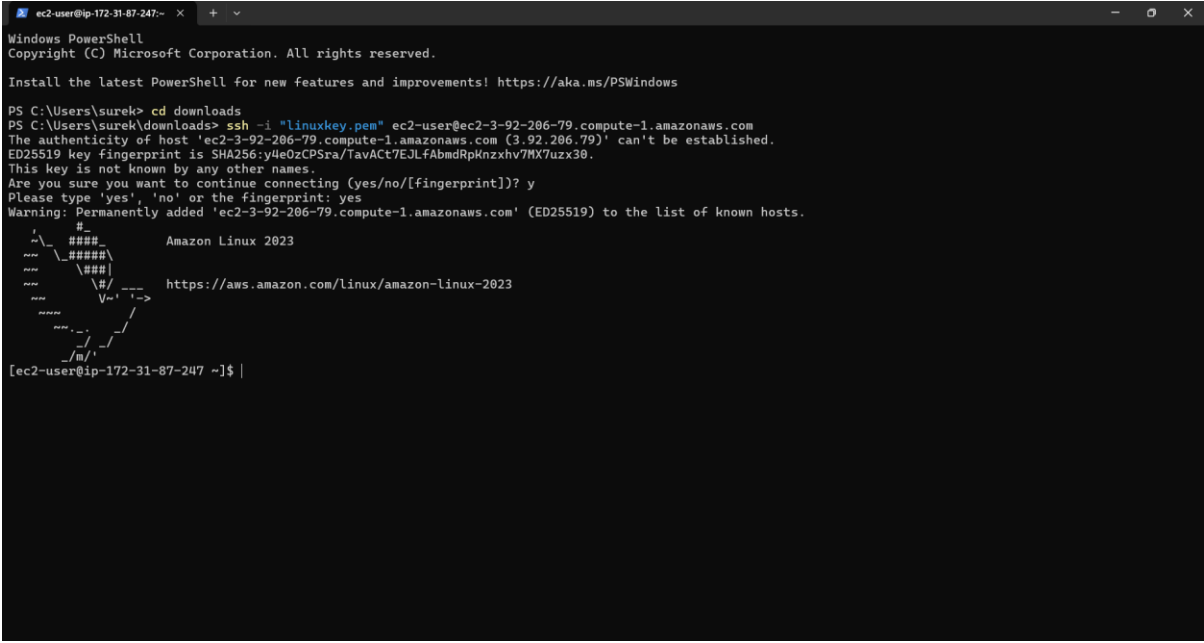 ec2-user@ip-172-31-87-247:~
Windows PowerShell
Copyright (C) Microsoft Corporation. All rights reserved.
Install the latest PowerShell for new features and improvements! https://aka.ms/PSWindows
PS C:\Users\surek> cd downloads
PS C:\Users\surek\downloads> ssh -i "linuxkey.pem" ec2-user@ec2-3-92-206-79.compute-1.amazonaws.com
The authenticity of host 'ec2-3-92-206-79.compute-1.amazonaws.com (3.92.206.79)' can't be established.
ED25519 key fingerprint is SHA256:y4eOzCPSra/TavACt7EJLfAbmdRpKnzxhv7MX7uzx30.
This key is not known by any other names.
Are you sure you want to continue connecting (yes/no/[fingerprint])? y
Please type 'yes', 'no' or the fingerprint: yes
Warning: Permanently added 'ec2-3-92-206-79.compute-1.amazonaws.com' (ED25519) to the list of known hosts.
   ,     #_
   ~\_  ####_        Amazon Linux 2023
  ~~  \_#####\
  ~~     \###|
  ~~       \#/ ___   https://aws.amazon.com/linux/amazon-linux-2023
   ~~       V~' '->
    ~~~         /
      ~~._.   _/
         _/ _/
       _/m/'
[ec2-user@ip-172-31-87-247 ~]$